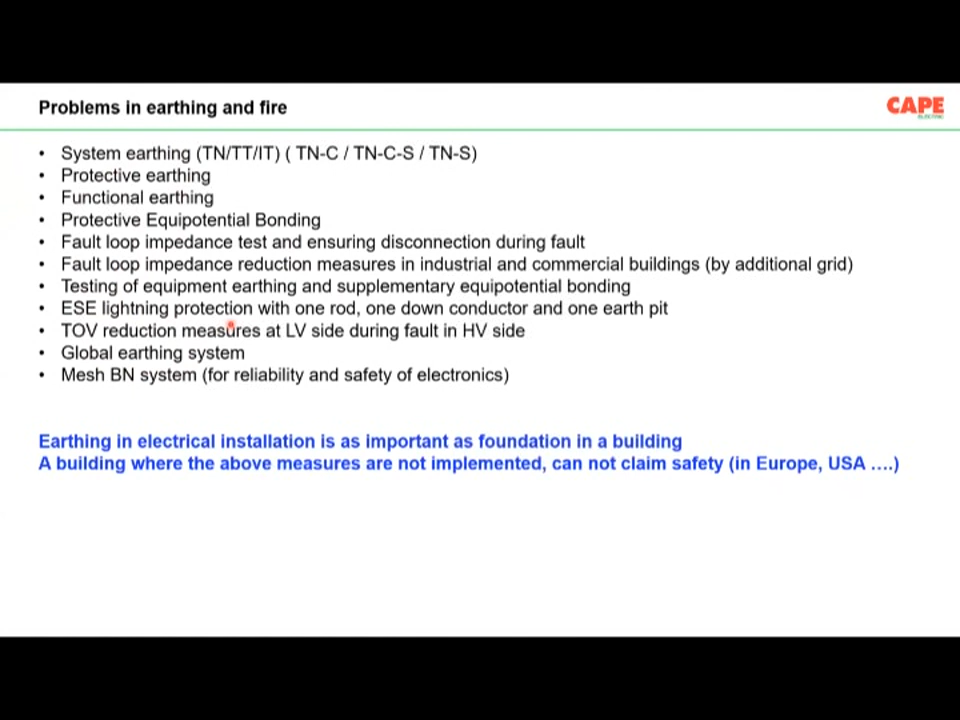 Problems in earthing and fire
CAPE
ELECTRIC
• System earthing (TN/TT/IT) ( TN-C / TN-C-S / TN-S)
• Protective earthing
• Functional earthing
• Protective Equipotential Bonding
• Fault loop impedance test and ensuring disconnection during fault
• Fault loop impedance reduction measures in industrial and commercial buildings (by additional grid)
• Testing of equipment earthing and supplementary equipotential bonding
• ESE lightning protection with one rod, one down conductor and one earth pit
• TOV reduction measures at LV side during fault in HV side
• Global earthing system
• Mesh BN system (for reliability and safety of electronics)
Earthing in electrical installation is as important as foundation in a building
A building where the above measures are not implemented, can not claim safety (in Europe, USA ....)